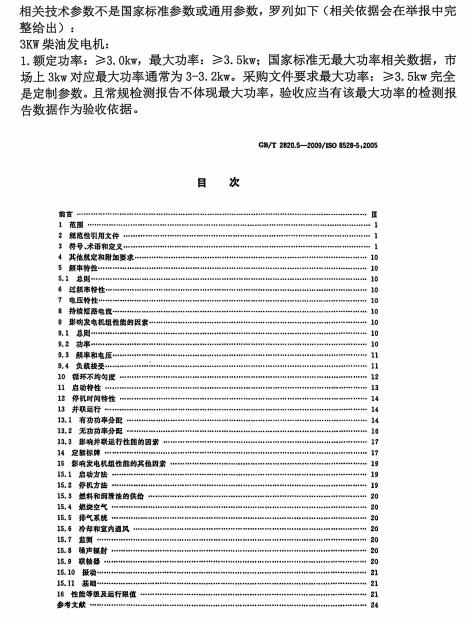 相关技术参数不是国家标准参数或通用参数，罗列如下（相关依据会在举报中完
整给出）：
3KW 柴油发电机：
1.额定功率：≥3.0kw，最大功率：≥3.5kw；国家标准无最大功率相关数据，市
场上 3kw 对应最大功率通常为 3-3.2kw。采购文件要求最大功率：≥3.5kw 完全
是定制参数。且常规检测报告不体现最大功率，验收应当有该最大功率的检测报
告数据作为验收依据。
GB/T 2820.5—2009/ISO 8528-5:2005
目 次
前言 …… Ⅲ
1 范围 …… 1
2 规范性引用文件 …… 1
3 符号、术语和定义 …… 1
4 其他规定和附加要求 …… 10
5 频率特性 …… 10
5.1 总则 …… 10
6 过频率特性 …… 10
7 电压特性 …… 10
8 持续短路电流 …… 10
9 影响发电机组性能的因素 …… 10
9.1 总则 …… 10
9.2 功率 …… 10
9.3 频率和电压 …… 11
9.4 负载接受 …… 11
10 循环不均匀度 …… 12
11 启动特性 …… 13
12 停机时间特性 …… 14
13 并联运行 …… 14
13.1 有功功率分配 …… 14
13.2 无功功率分配 …… 16
13.3 影响并联运行性能的因素 …… 17
14 定额标牌 …… 17
15 影响发电机组性能的其他因素 …… 19
15.1 启动方法 …… 19
15.2 停机方法 …… 19
15.3 燃料和润滑油的供给 …… 20
15.4 燃烧空气 …… 20
15.5 排气系统 …… 20
15.6 冷却和室内通风 …… 20
15.7 监测 …… 20
15.8 噪声辐射 …… 20
15.9 联轴器 …… 20
15.10 振动 …… 21
15.11 基础 …… 21
16 性能等级及运行限值 …… 21
参考文献 …… 24